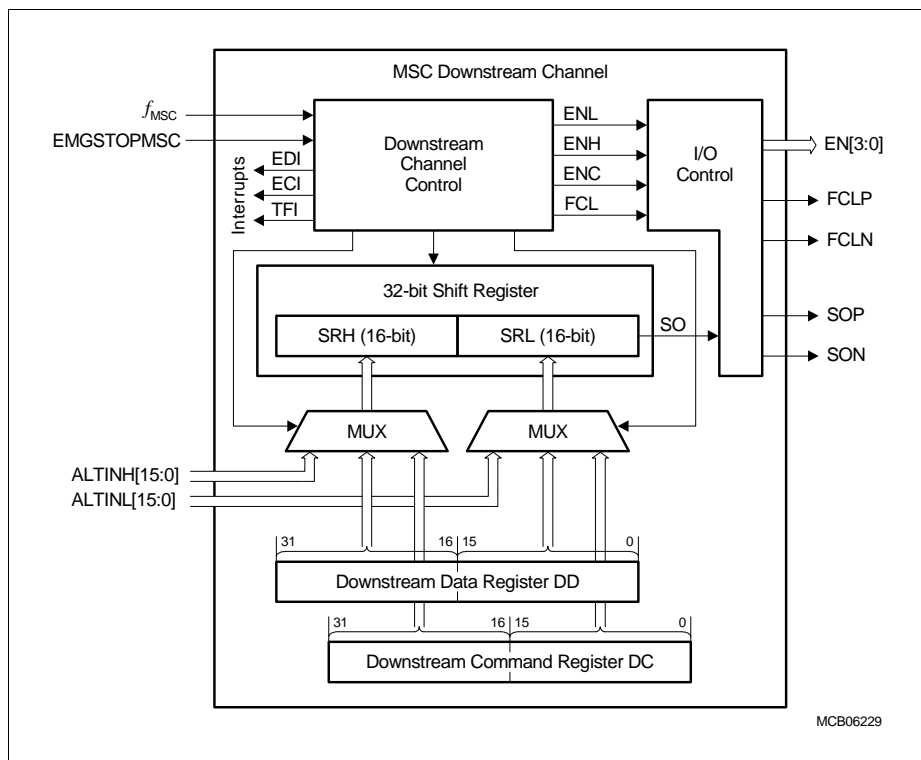 MSC Downstream Channel
fMSC
EMGSTOPMSC
Interrupts
EDI
ECI
TFI
Downstream
Channel
Control
ENL
ENH
ENC
FCL
I/O
Control
EN[3:0]
FCLP
FCLN
SOP
SON
32-bit Shift Register
SRH (16-bit)
SRL (16-bit)
SO
MUX
MUX
ALTINH[15:0]
ALTINL[15:0]
31
16
15
0
Downstream Data Register DD
31
16
15
0
Downstream Command Register DC
MCB06229